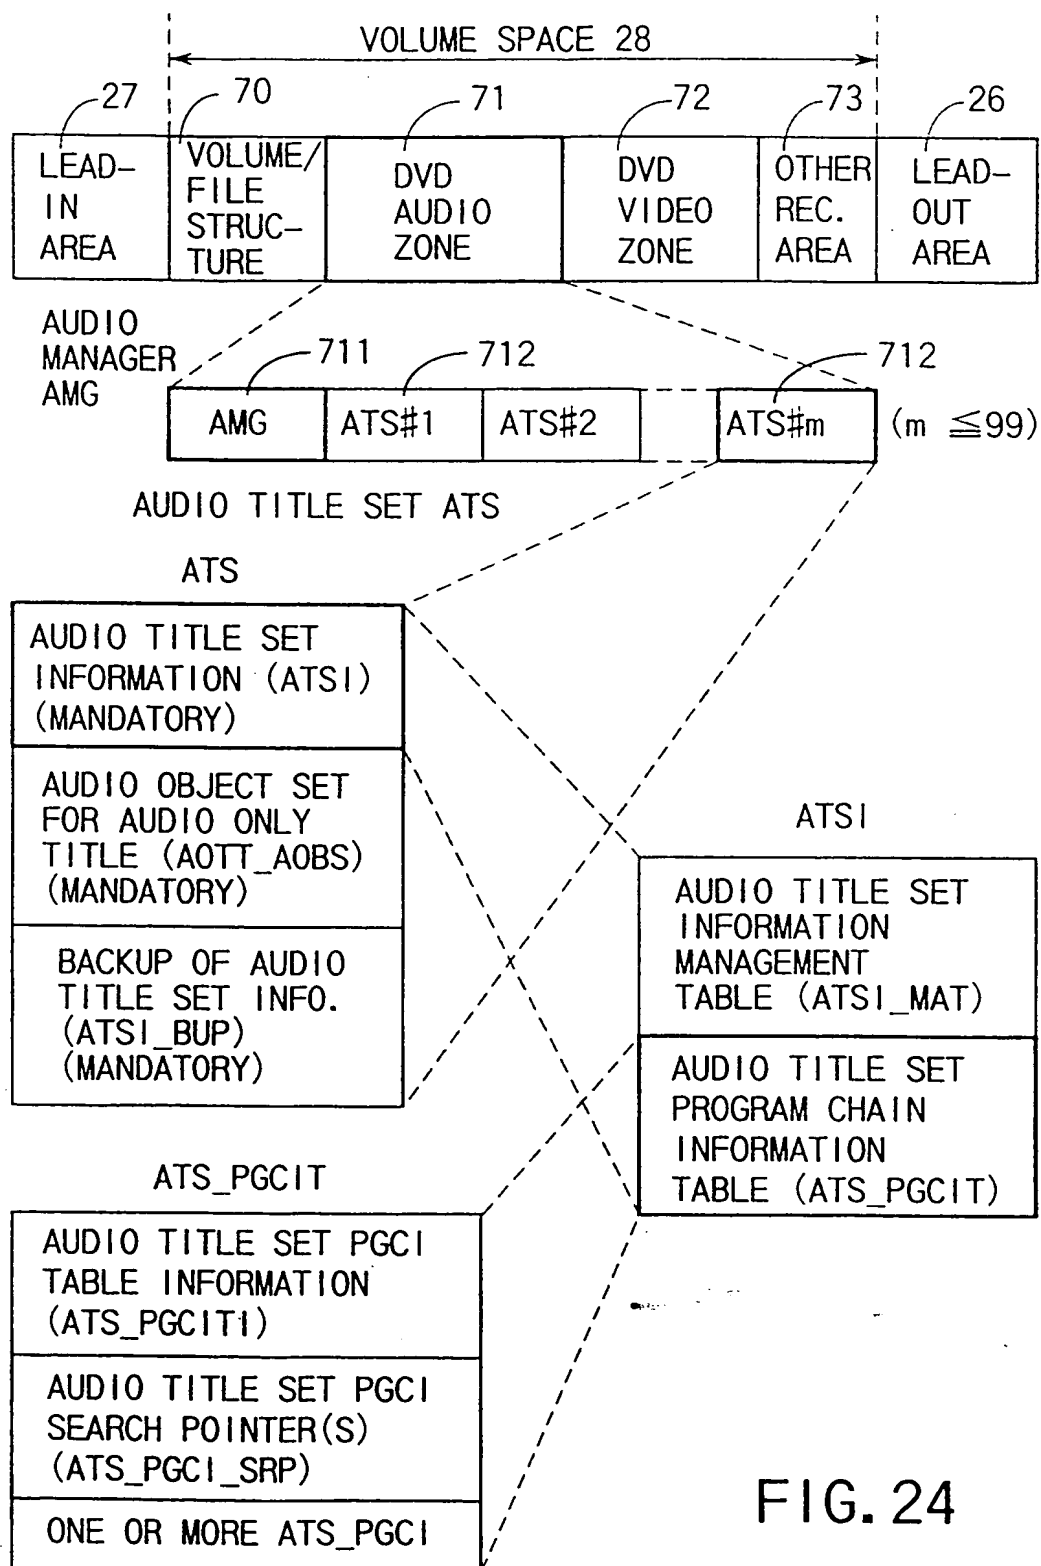 VOLUME SPACE 28
27 70 71 72 73 26
LEAD-
IN
AREA
VOLUME/
FILE
STRUC-
TURE
DVD
AUDIO
ZONE
DVD
VIDEO
ZONE
OTHER
REC.
AREA
LEAD-
OUT
AREA
AUDIO
MANAGER
AMG
711 712 712
AMG ATS#1 ATS#2 ATS#m (m ≦99)
AUDIO TITLE SET ATS
ATS
AUDIO TITLE SET
INFORMATION (ATSI)
(MANDATORY)
AUDIO OBJECT SET
FOR AUDIO ONLY
TITLE (AOTT_AOBS)
(MANDATORY)
BACKUP OF AUDIO
TITLE SET INFO.
(ATSI_BUP)
(MANDATORY)
ATSI
AUDIO TITLE SET
INFORMATION
MANAGEMENT
TABLE (ATSI_MAT)
AUDIO TITLE SET
PROGRAM CHAIN
INFORMATION
TABLE (ATS_PGCIT)
ATS_PGCIT
AUDIO TITLE SET PGCI
TABLE INFORMATION
(ATS_PGCITI)
AUDIO TITLE SET PGCI
SEARCH POINTER(S)
(ATS_PGCI_SRP)
ONE OR MORE ATS_PGCI
FIG. 24